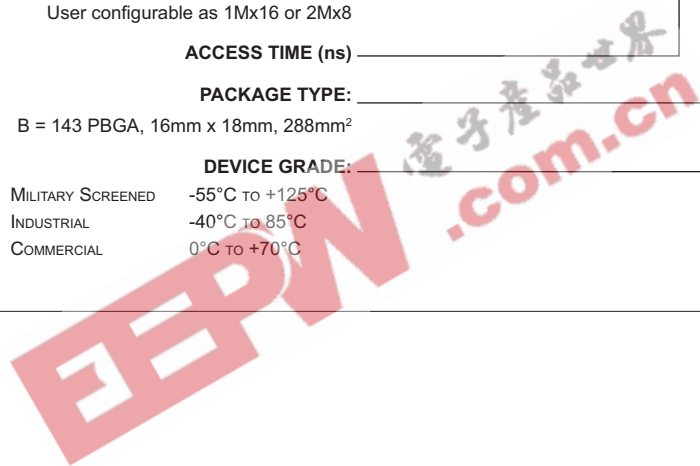 User configurable as 1Mx16 or 2Mx8
ACCESS TIME (ns)
PACKAGE TYPE:
B = 143 PBGA, 16mm x 18mm, 288mm²
DEVICE GRADE:
MILITARY SCREENED -55°C TO +125°C
INDUSTRIAL -40°C TO 85°C
COMMERCIAL 0°C TO +70°C
EEPW .com.cn
電子產品世界